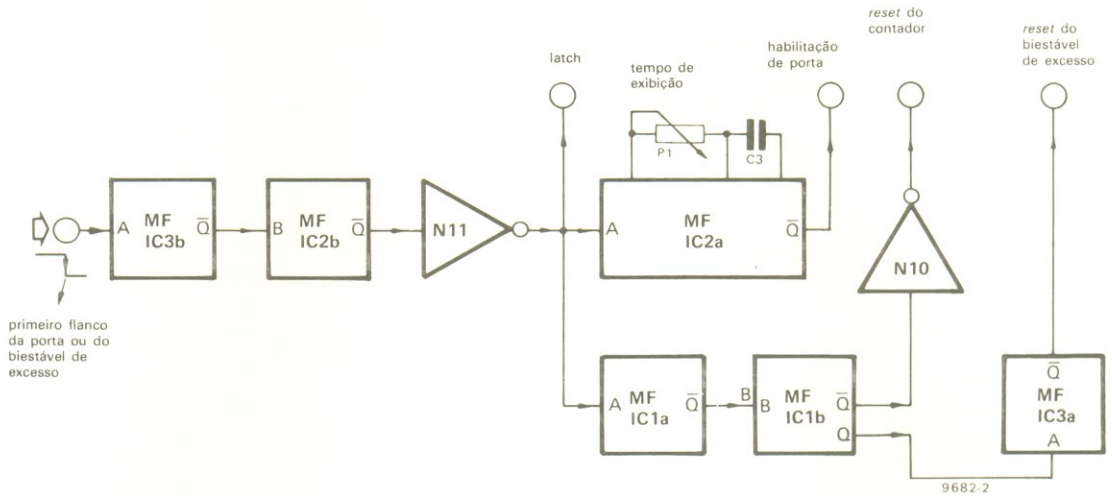 reset do
contador
reset do
biestável
de excesso
habilitação
de porta
latch
tempo de
exibição
P1
C3
MF
IC3b
A
Q̅
MF
IC2b
B
Q̅
N11
MF
IC2a
A
Q̅
N10
primeiro flanco
da porta ou do
biestável de
excesso
MF
IC1a
A
Q̅
B
B
MF
IC1b
Q̅
Q
Q̅
MF
IC3a
A
9682-2